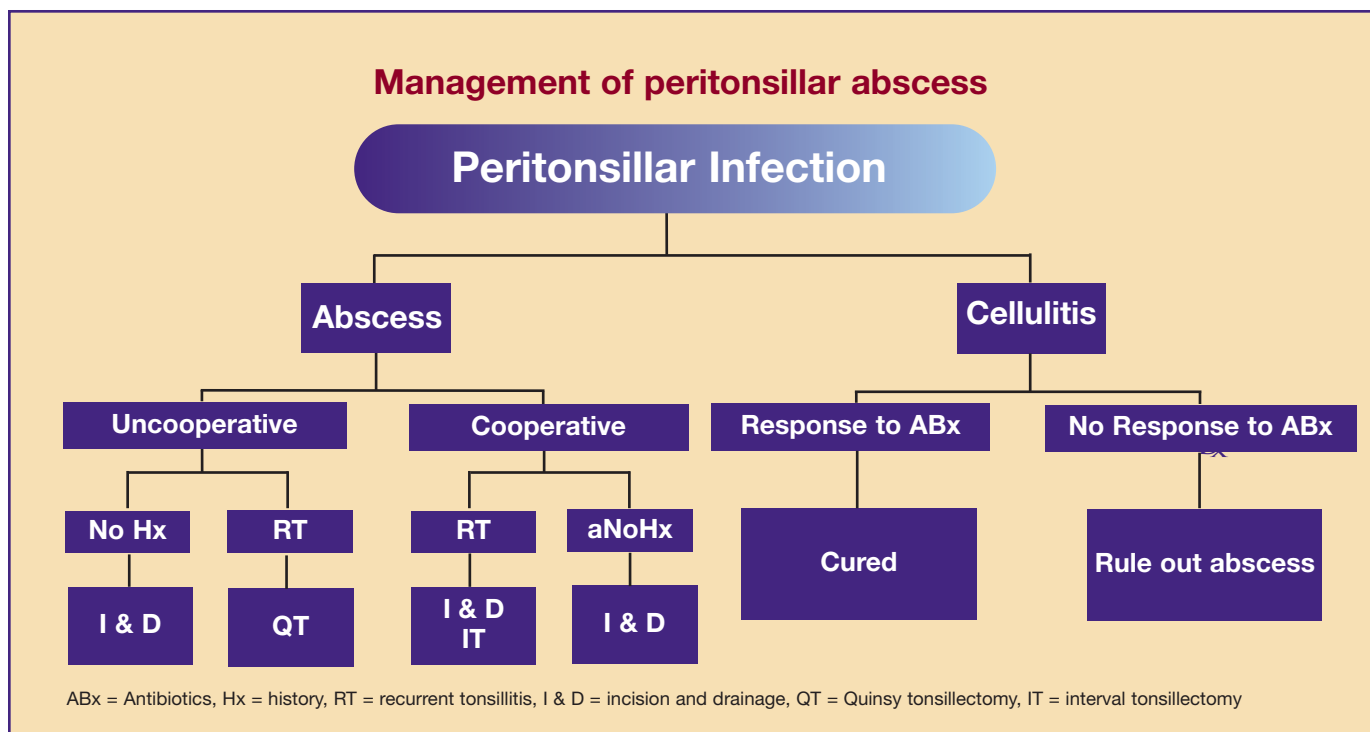 Management of peritonsillar abscess
Peritonsillar Infection
Abscess
Cellulitis
Uncooperative
Cooperative
Response to ABx
No Response to ABx
No Hx
RT
RT
aNoHx
Cured
Rule out abscess
I & D
QT
I & D
IT
I & D
ABx = Antibiotics, Hx = history, RT = recurrent tonsillitis, I & D = incision and drainage, QT = Quinsy tonsillectomy, IT = interval tonsillectomy